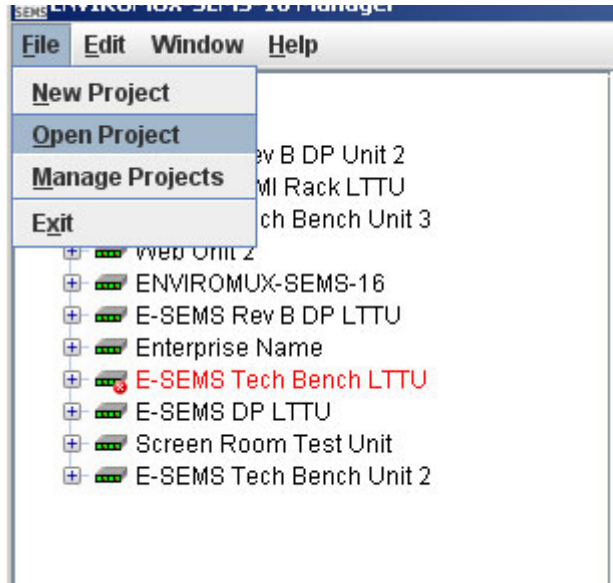 SEMS ENVIROMUX-SEMS-16 Manager
File Edit Window Help
New Project
Open Project
ev B DP Unit 2
Manage Projects
MI Rack LTTU
Exit
ch Bench Unit 3
Web Unit 2
ENVIROMUX-SEMS-16
E-SEMS Rev B DP LTTU
Enterprise Name
E-SEMS Tech Bench LTTU
E-SEMS DP LTTU
Screen Room Test Unit
E-SEMS Tech Bench Unit 2